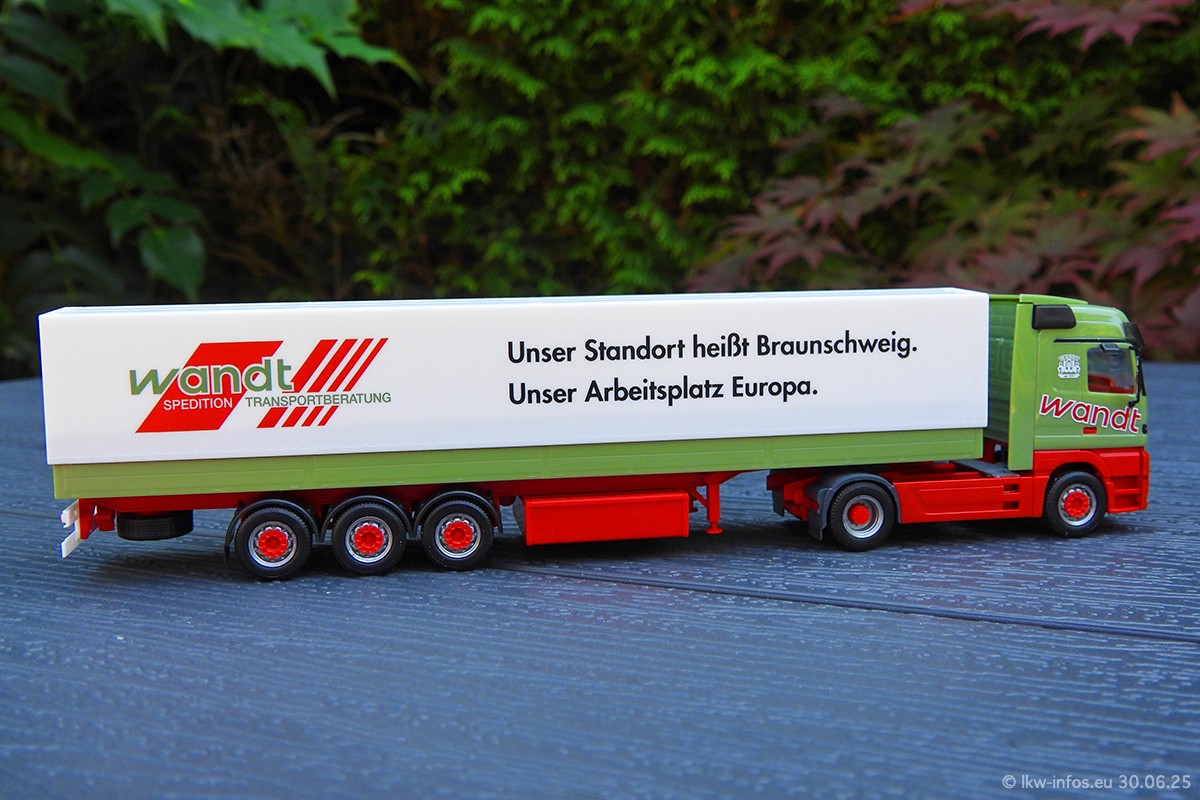 wandt
SPEDITION TRANSPORTBERATUNG
Unser Standort heißt Braunschweig.
Unser Arbeitsplatz Europa.
wandt
© lkw-infos.eu 30.06.25